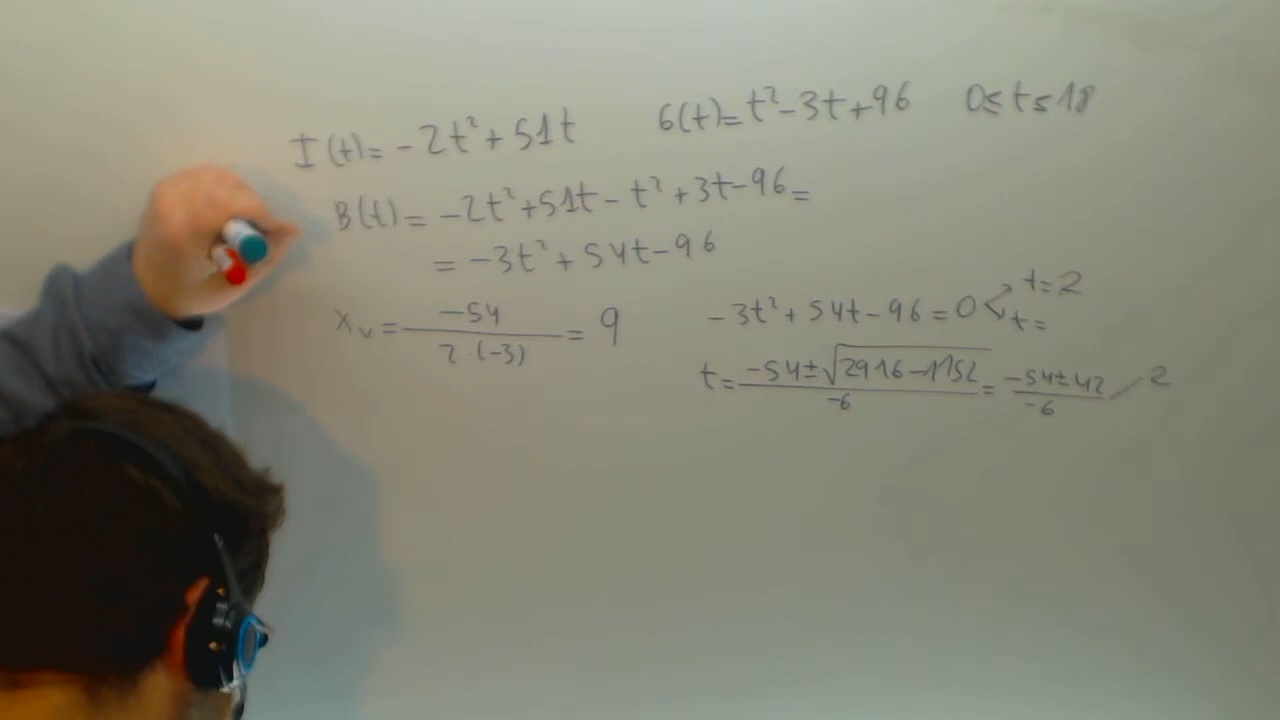 I(t)= -2t²+51t   G(t)=t²-3t+96   0≤t≤18
B(t)= -2t²+51t-t²+3t-96=
= -3t²+54t-96
x_v = -54 / 2·(-3) = 9   -3t²+54t-96=0 < t=2 t=
t= -54±√2916-1152 / -6 = -54±42 / -6 2